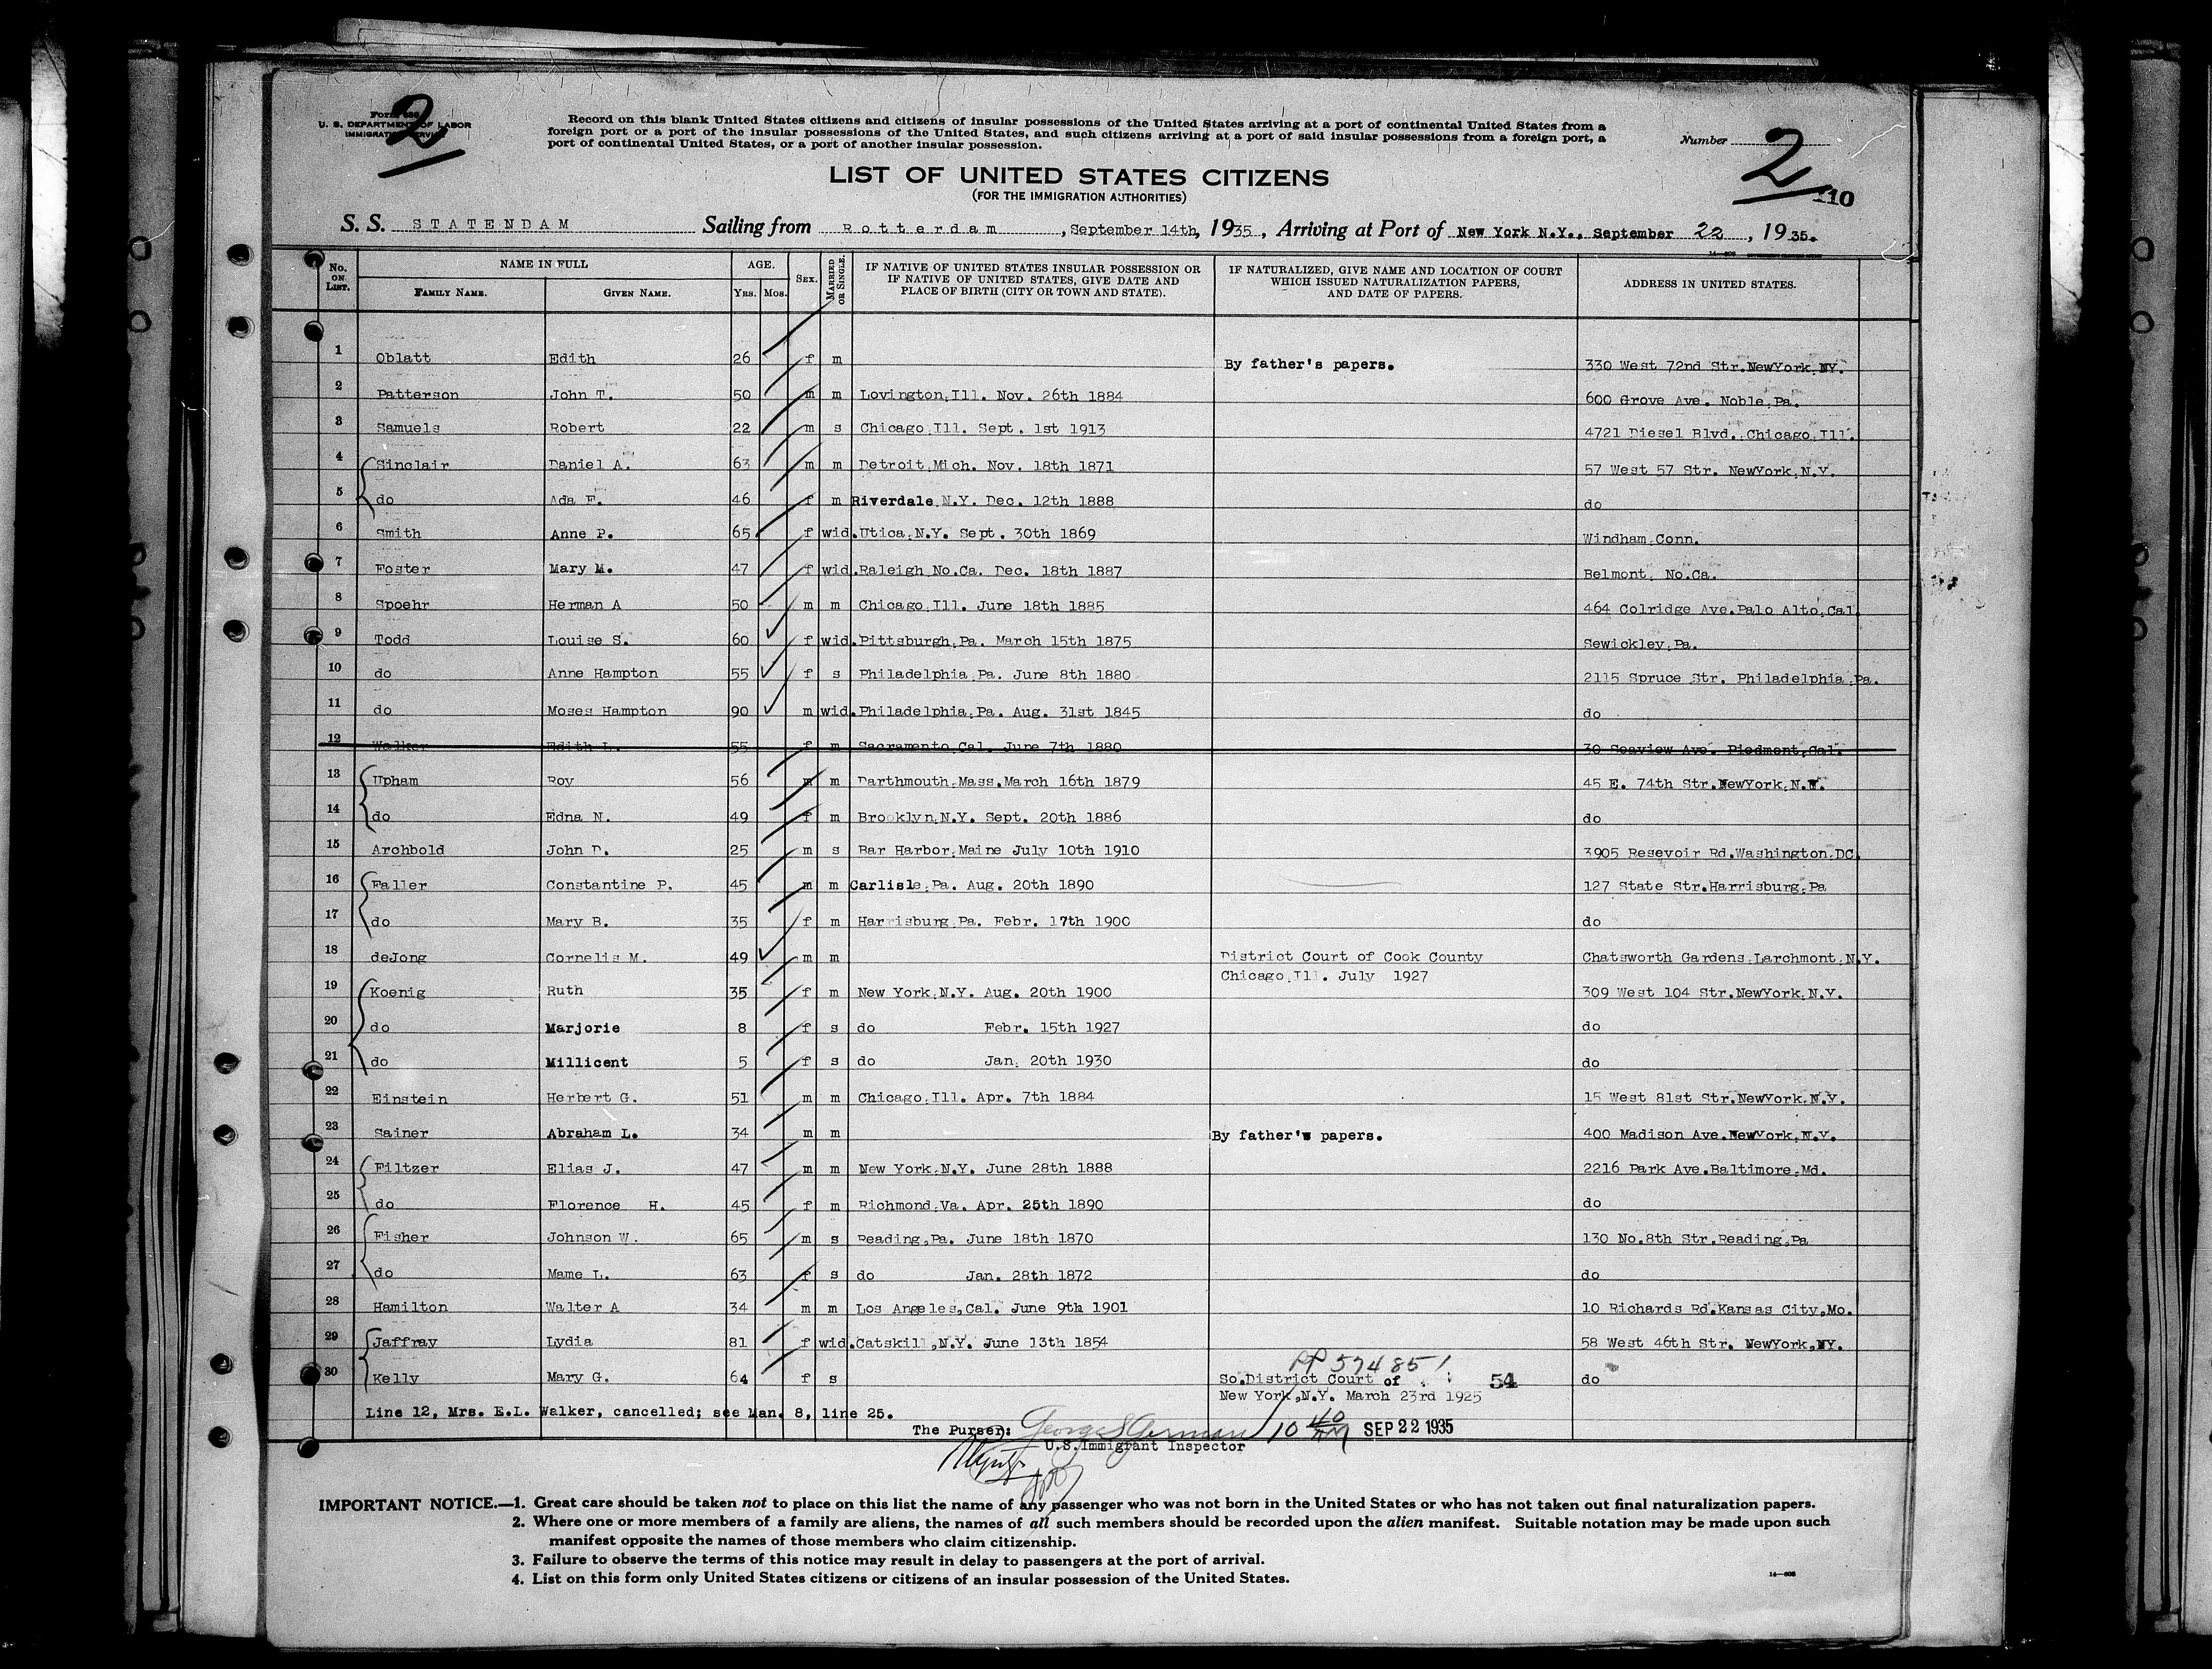 2
Form 686
U. S. DEPARTMENT OF LABOR
IMMIGRATION SERVICE
Record on this blank United States citizens and citizens of insular possessions of the United States arriving at a port of continental United States from a
foreign port or a port of the insular possessions of the United States, and such citizens arriving at a port of said insular possessions from a foreign port, a
port of continental United States, or a port of another insular possession.
Number 2
110
LIST OF UNITED STATES CITIZENS
(FOR THE IMMIGRATION AUTHORITIES)
S. S. STATENDAM Sailing from Rotterdam, September 14th, 1935, Arriving at Port of New York N.Y., September 22, 1935.
No. ON LIST. NAME IN FULL FAMILY NAME. GIVEN NAME. AGE. YRS. MOS. SEX. MARRIED OR SINGLE. IF NATIVE OF UNITED STATES INSULAR POSSESSION OR IF NATIVE OF UNITED STATES, GIVE DATE AND PLACE OF BIRTH (CITY OR TOWN AND STATE). IF NATURALIZED, GIVE NAME AND LOCATION OF COURT WHICH ISSUED NATURALIZATION PAPERS, AND DATE OF PAPERS. ADDRESS IN UNITED STATES.
1 Oblatt Edith 26 f m By father's papers. 330 West 72nd Str.NewYork,NY.
2 Patterson John T. 50 m m Lovington,Ill. Nov. 26th 1884 600 Grove Ave. Noble,Pa.
3 Samuels Robert 22 m s Chicago,Ill. Sept. 1st 1913 4721 Diesel Blvd.,Chicago,Ill.
4 Sinclair Daniel A. 63 m m Detroit,Mich. Nov. 18th 1871 57 West 57 Str. NewYork,N.Y.
5 do Ada F. 46 f m Riverdale,N.Y. Dec. 12th 1888 do
6 Smith Anne P. 65 f wid. Utica,N.Y. Sept. 30th 1869 Windham,Conn.
7 Foster Mary M. 47 f wid. Raleigh No.Ca. Dec. 18th 1887 Belmont, No.Ca.
8 Spoehr Herman A 50 m m Chicago,Ill. June 18th 1885 464 Colridge Ave.Palo Alto,Cal.
9 Todd Louise S. 60 f wid. Pittsburgh,Pa. March 15th 1875 Sewickley,Pa.
10 do Anne Hampton 55 f s Philadelphia,Pa. June 8th 1880 2115 Spruce Str. Philadelphia,Pa.
11 do Moses Hampton 90 m wid. Philadelphia,Pa. Aug. 31st 1845 do
12 Walker Edith L. 55 f m Sacramento,Cal. June 7th 1880 30 Seaview Ave. Piedmont,Cal.
13 Upham Roy 56 m m Darthmouth,Mass.March 16th 1879 45 E. 74th Str.NewYork,N.Y.
14 do Edna N. 49 f m Brooklyn,N.Y. Sept. 20th 1886 do
15 Archbold John D. 25 m s Bar Harbor,Maine July 10th 1910 3905 Resevoir Rd.Washington,DC.
16 Faller Constantine P. 45 m m Carlisle,Pa. Aug. 20th 1890 127 State Str.Harrisburg,Pa
17 do Mary B. 35 f m Harrisburg,Pa. Febr. 17th 1900 do
18 deJong Cornelis M. 49 m m District Court of Cook County Chatsworth Gardens,Larchmont,N.Y.
Chicago,Ill. July 1927
19 Koenig Ruth 35 f m New York,N.Y. Aug. 20th 1900 309 West 104 Str.NewYork,N.Y.
20 do Marjorie 8 f s do Febr. 15th 1927 do
21 do Millicent 5 f s do Jan. 20th 1930 do
22 Einstein Herbert G. 51 m m Chicago,Ill. Apr. 7th 1884 15 West 81st Str.NewYork,N.Y.
23 Sainer Abraham L. 34 m m By father's papers. 400 Madison Ave.NewYork,N.Y.
24 Filtzer Elias J. 47 m m New York,N.Y. June 28th 1888 2216 Park Ave.Baltimore,Md.
25 do Florence H. 45 f m Richmond,Va. Apr. 25th 1890 do
26 Fisher Johnson W. 65 m s Reading,Pa. June 18th 1870 130 No.8th Str.Reading,Pa
27 do Mame L. 63 f s do Jan. 28th 1872 do
28 Hamilton Walter A 34 m m Los Angeles,Cal. June 9th 1901 10 Richards Rd.Kansas City,Mo.
29 Jaffray Lydia 81 f wid. Catskill,N.Y. June 13th 1854 58 West 46th Str. NewYork,NY.
PP 574851
30 Kelly Mary G. 64 f s So.District Court of 54 do
New York,N.Y. March 23rd 1925
Line 12, Mrs. E.L. Walker, cancelled; see Man. 8, line 25.
The Purser: George S German 10 40 AM SEP 22 1935
U.S.Immigrant Inspector
IMPORTANT NOTICE.—1. Great care should be taken not to place on this list the name of any passenger who was not born in the United States or who has not taken out final naturalization papers.
2. Where one or more members of a family are aliens, the names of all such members should be recorded upon the alien manifest. Suitable notation may be made upon such
manifest opposite the names of those members who claim citizenship.
3. Failure to observe the terms of this notice may result in delay to passengers at the port of arrival.
4. List on this form only United States citizens or citizens of an insular possession of the United States.
14—608